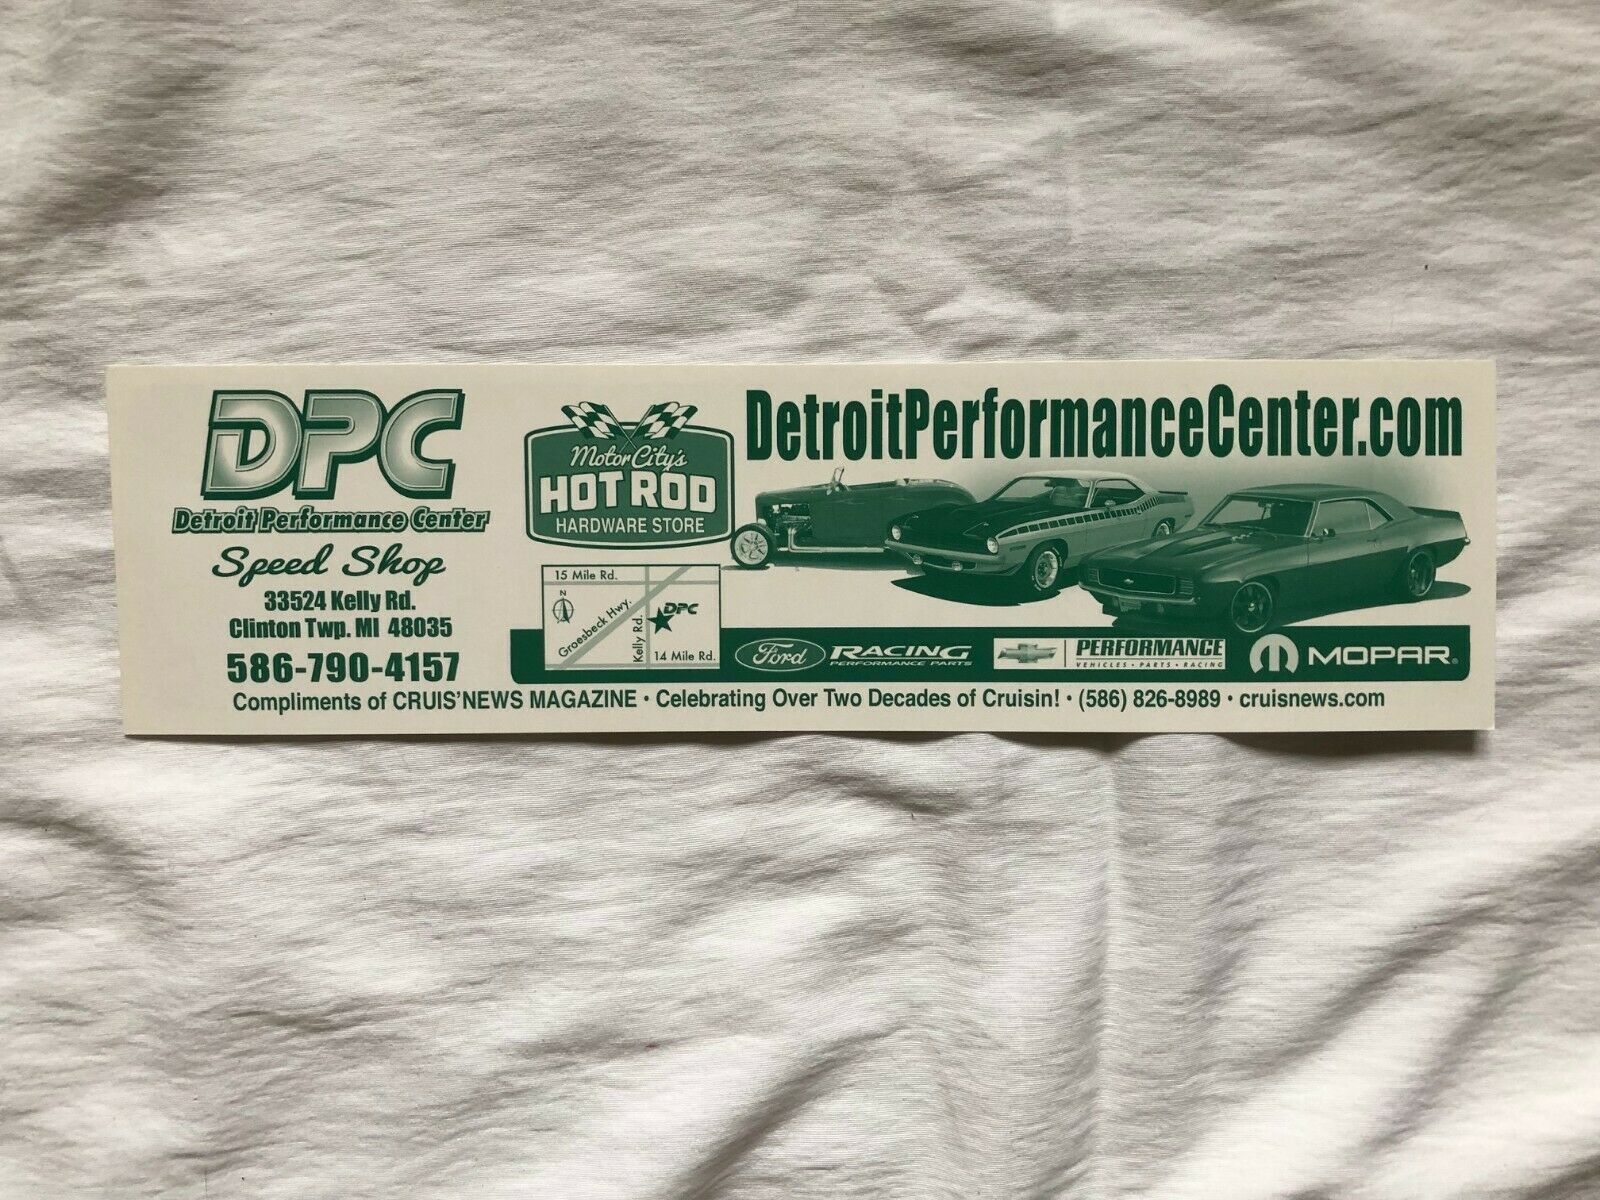 DPC
Detroit Performance Center
Speed Shop
33524 Kelly Rd.
Clinton Twp. MI 48035
586-790-4157
Motor City's
HOT ROD
HARDWARE STORE
15 Mile Rd.
N
Groesbeck Hwy.
Kelly Rd.
DPC
14 Mile Rd.
DetroitPerformanceCenter.com
Ford RACING
PERFORMANCE PARTS
PERFORMANCE
VEHICLES • PARTS • RACING
MOPAR®
Compliments of CRUIS'NEWS MAGAZINE • Celebrating Over Two Decades of Cruisin! • (586) 826-8989 • cruisnews.com